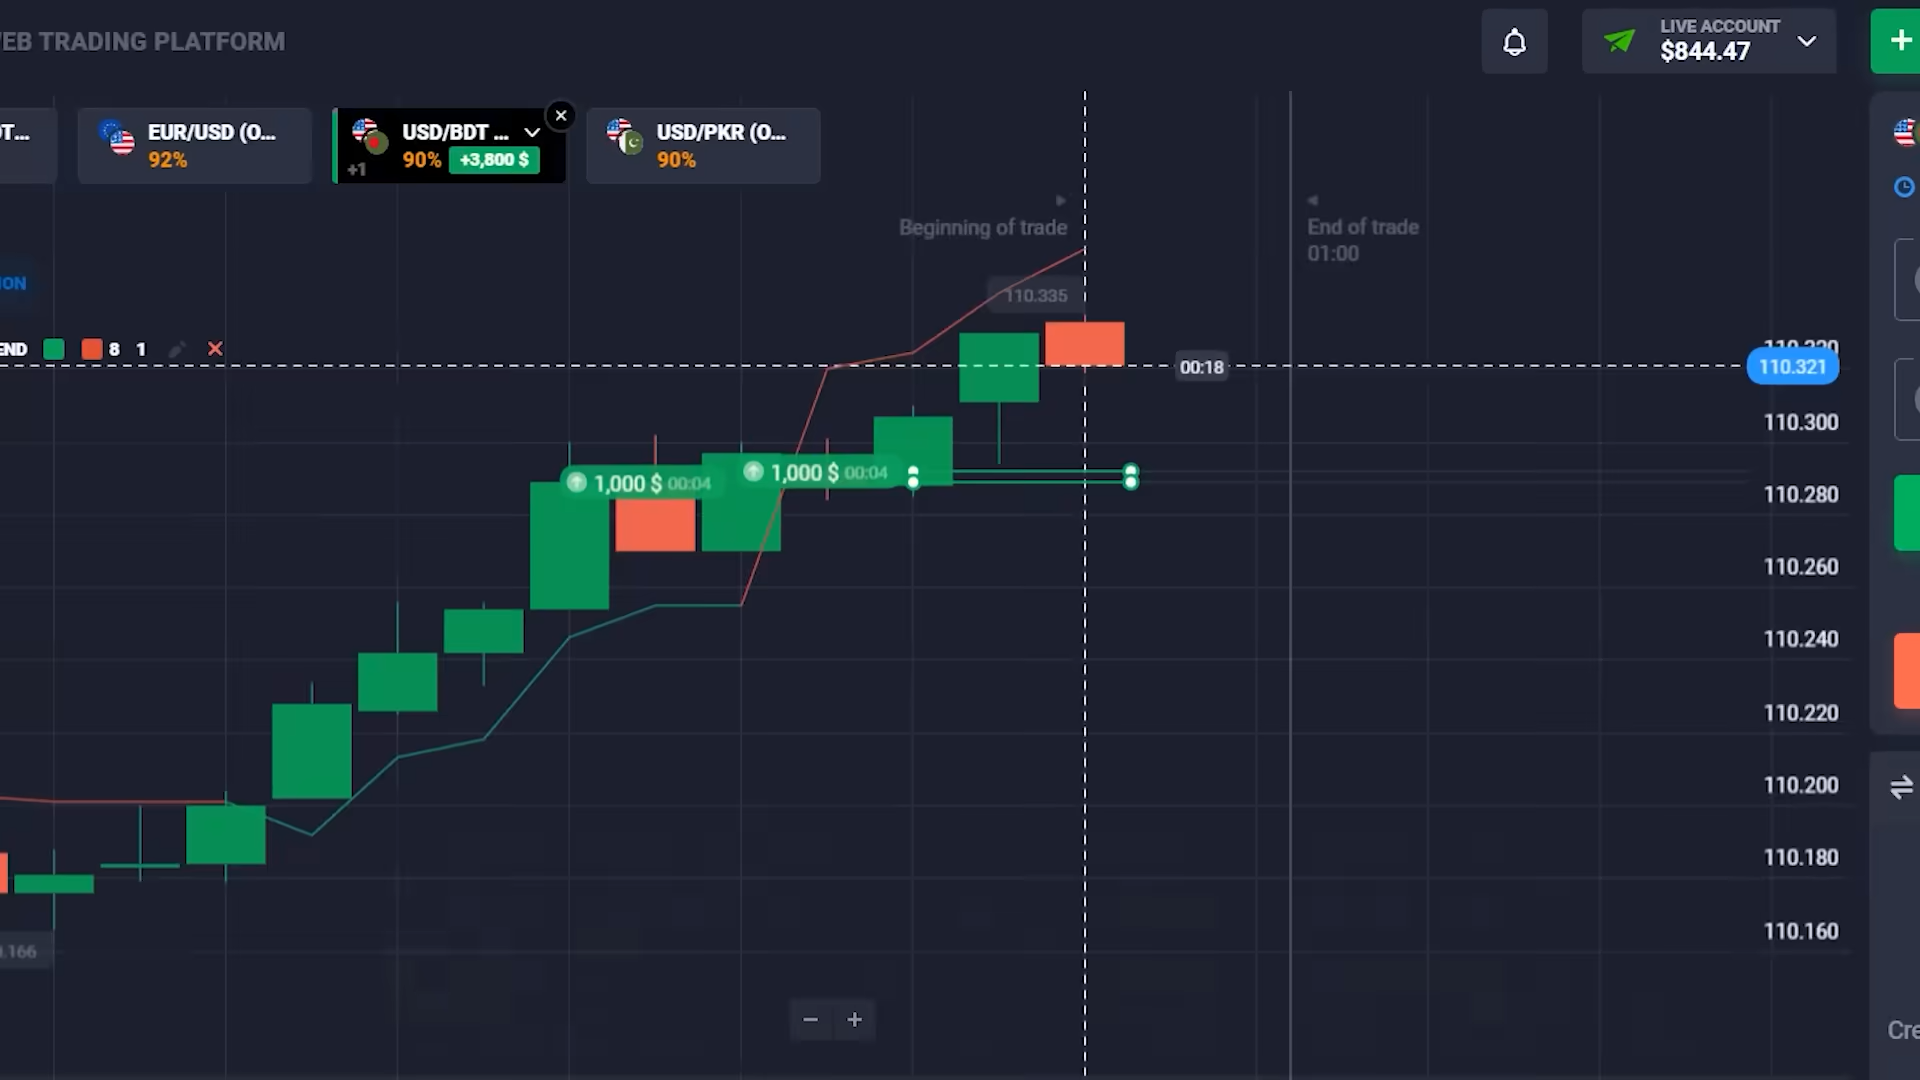 EB TRADING PLATFORM
LIVE ACCOUNT
$844.47
T...
EUR/USD (O...
92%
USD/BDT ...
90%
+3,800 $
+1
USD/PKR (O...
90%
Beginning of trade
End of trade
01:00
ION
110.335
END
8
1
00:18
110.320
110.321
110.300
1,000 $ 00:04
1,000 $ 00:04
110.280
110.260
110.240
110.220
110.200
110.180
110.160
.166
Cre